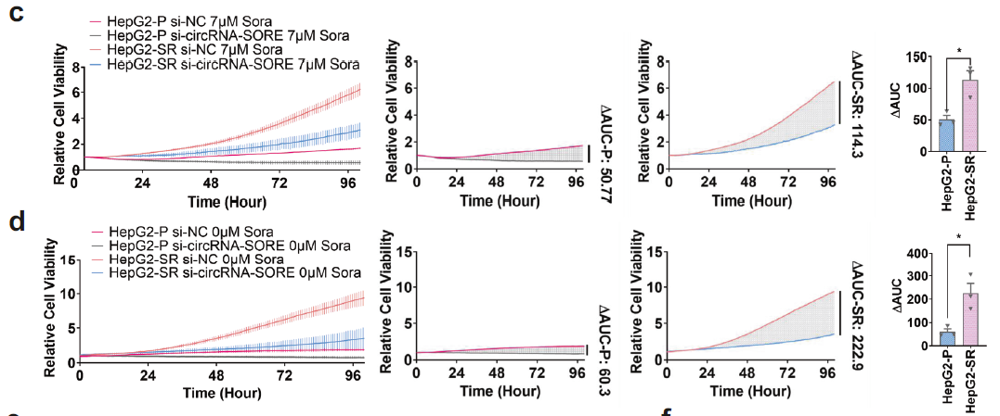 c
HepG2-P si-NC 7μM Sora
HepG2-P si-circRNA-SORE 7μM Sora
HepG2-SR si-NC 7μM Sora
HepG2-SR si-circRNA-SORE 7μM Sora
Relative Cell Viability
8
6
4
2
0
0 24 48 72 96
Time (Hour)
Relative Cell Viability
8
6
4
2
0
0 24 48 72 96
Time (Hour)
ΔAUC-P: 50.77
Relative Cell Viability
8
6
4
2
0
0 24 48 72 96
Time (Hour)
ΔAUC-SR: 114.3
ΔAUC
150
100
50
0
*
HepG2-P
HepG2-SR
d
HepG2-P si-NC 0μM Sora
HepG2-P si-circRNA-SORE 0μM Sora
HepG2-SR si-NC 0μM Sora
HepG2-SR si-circRNA-SORE 0μM Sora
Relative Cell Viability
15
10
5
0
0 24 48 72 96
Time (Hour)
Relative Cell Viability
15
10
5
0
0 24 48 72 96
Time (Hour)
ΔAUC-P: 60.3
Relative Cell Viability
15
10
5
0
0 24 48 72 96
Time (Hour)
ΔAUC-SR: 222.9
ΔAUC
400
300
200
100
0
*
HepG2-P
HepG2-SR